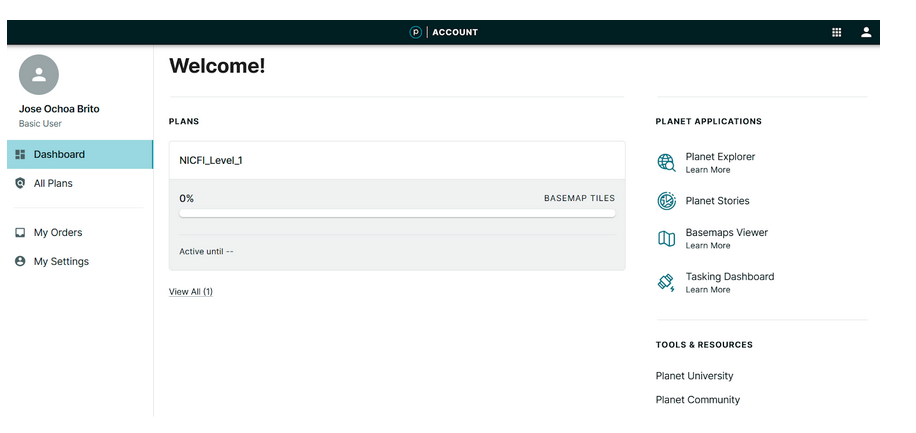 p | ACCOUNT
Jose Ochoa Brito
Basic User
Dashboard
All Plans
My Orders
My Settings
Welcome!
PLANS
NICFI_Level_1
0% BASEMAP TILES
Active until --
View All (1)
PLANET APPLICATIONS
Planet Explorer
Learn More
Planet Stories
Basemaps Viewer
Learn More
Tasking Dashboard
Learn More
TOOLS & RESOURCES
Planet University
Planet Community